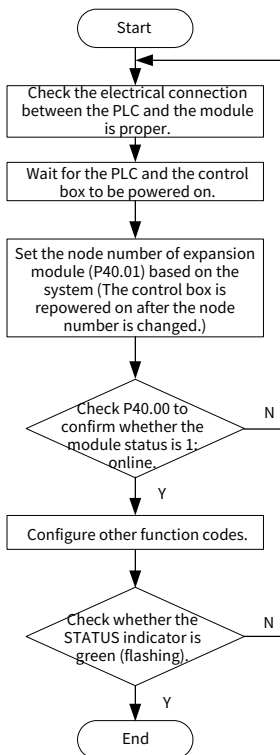 Start
Check the electrical connection
between the PLC and the module
is proper.
Wait for the PLC and the control
box to be powered on.
Set the node number of expansion
module (P40.01) based on the
system (The control box is
repowered on after the node
number is changed.)
Check P40.00 to
confirm whether the
module status is 1:
online.
N
Y
Configure other function codes.
Check whether the
STATUS indicator is
green (flashing).
N
Y
End